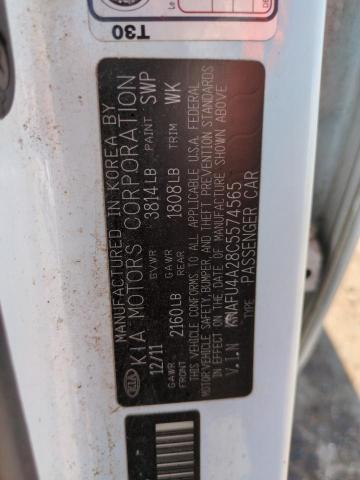 T30
MANUFACTURED IN KOREA BY
KIA MOTORS CORPORATION
KIA
12/11 GVWR 3814LB PAINT SWP
GAWR FRONT 2160LB GAWR REAR 1808LB TRIM WK
THIS VEHICLE CONFORMS TO ALL APPLICABLE U.S.A. FEDERAL
MOTOR VEHICLE SAFETY, BUMPER, AND THEFT PREVENTION STANDARDS
IN EFFECT ON THE DATE OF MANUFACTURE SHOWN ABOVE
V.I.N KNAFU4A28C5574565
TYPE PASSENGER CAR